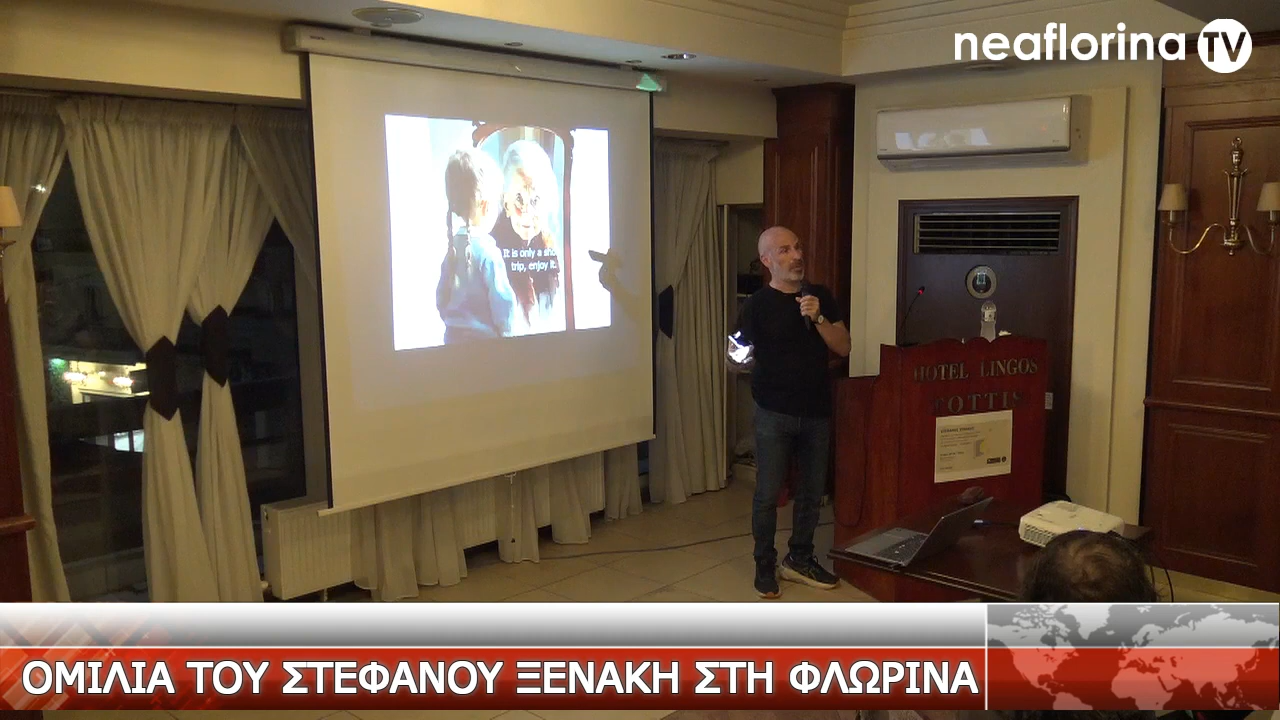 neaflorina TV
It is only a
trip, enjoy it.
HOTEL LINGOS
ΟΜΙΛΙΑ ΤΟΥ ΣΤΕΦΑΝΟΥ ΞΕΝΑΚΗ ΣΤΗ ΦΛΩΡΙΝΑ